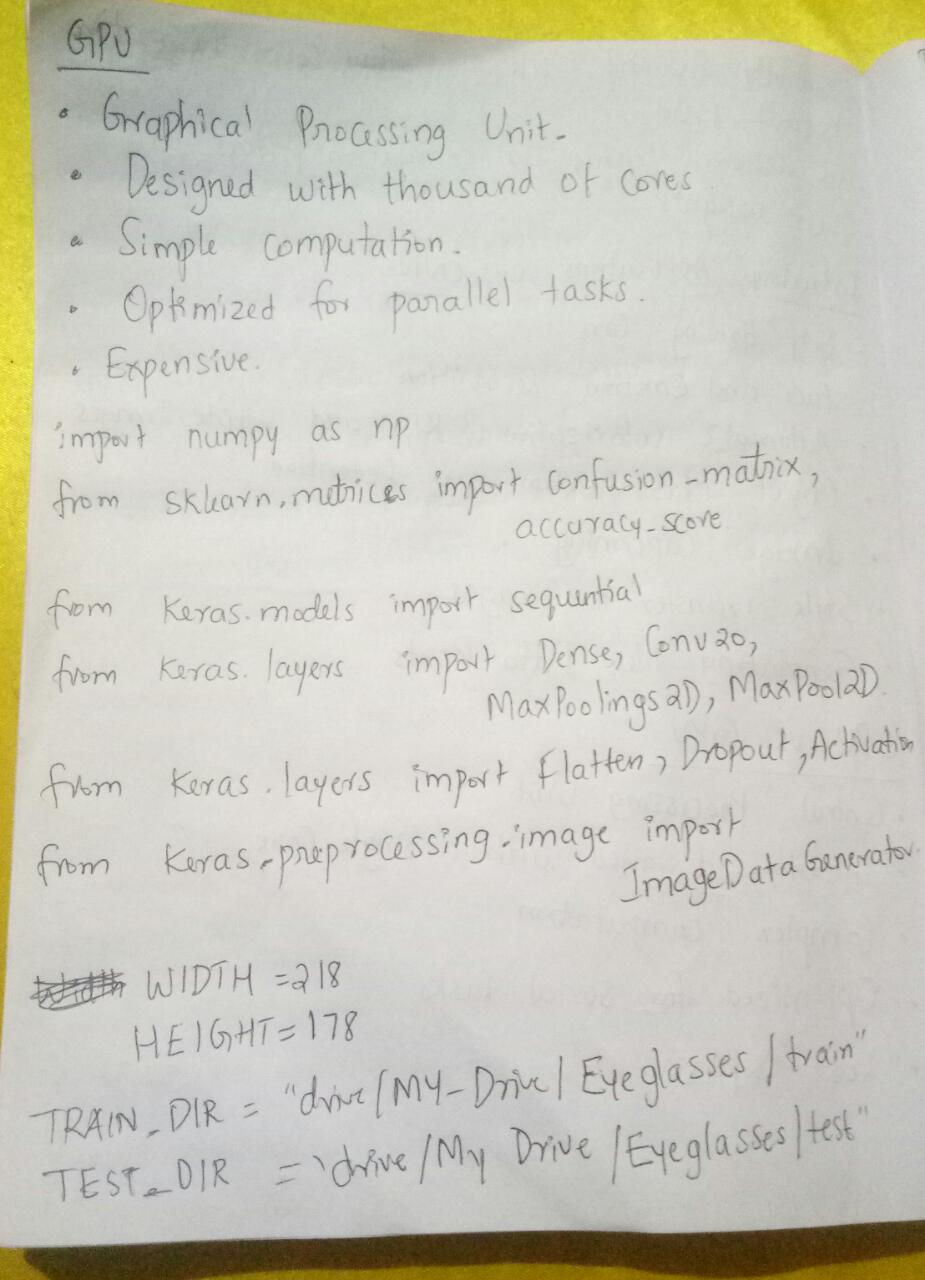 GPU
• Graphical Processing Unit.
• Designed with thousand of cores
• Simple computation.
• Optimized for parallel tasks.
• Expensive.
import numpy as np
from sklearn.metrices import Confusion_matrix,
accuracy_score
from Keras.models import sequential
from Keras.layers import Dense, Conv2D,
MaxPoolings2D, MaxPool2D.
from Keras.layers import flatten, Dropout, Activation
from Keras.preprocessing.image import
ImageDataGenerator.
WIDTH =218
HEIGHT=178
TRAIN_DIR = "drive/MY-Drive/Eyeglasses/train"
TEST_DIR = 'drive/My Drive/Eyeglasses/test"